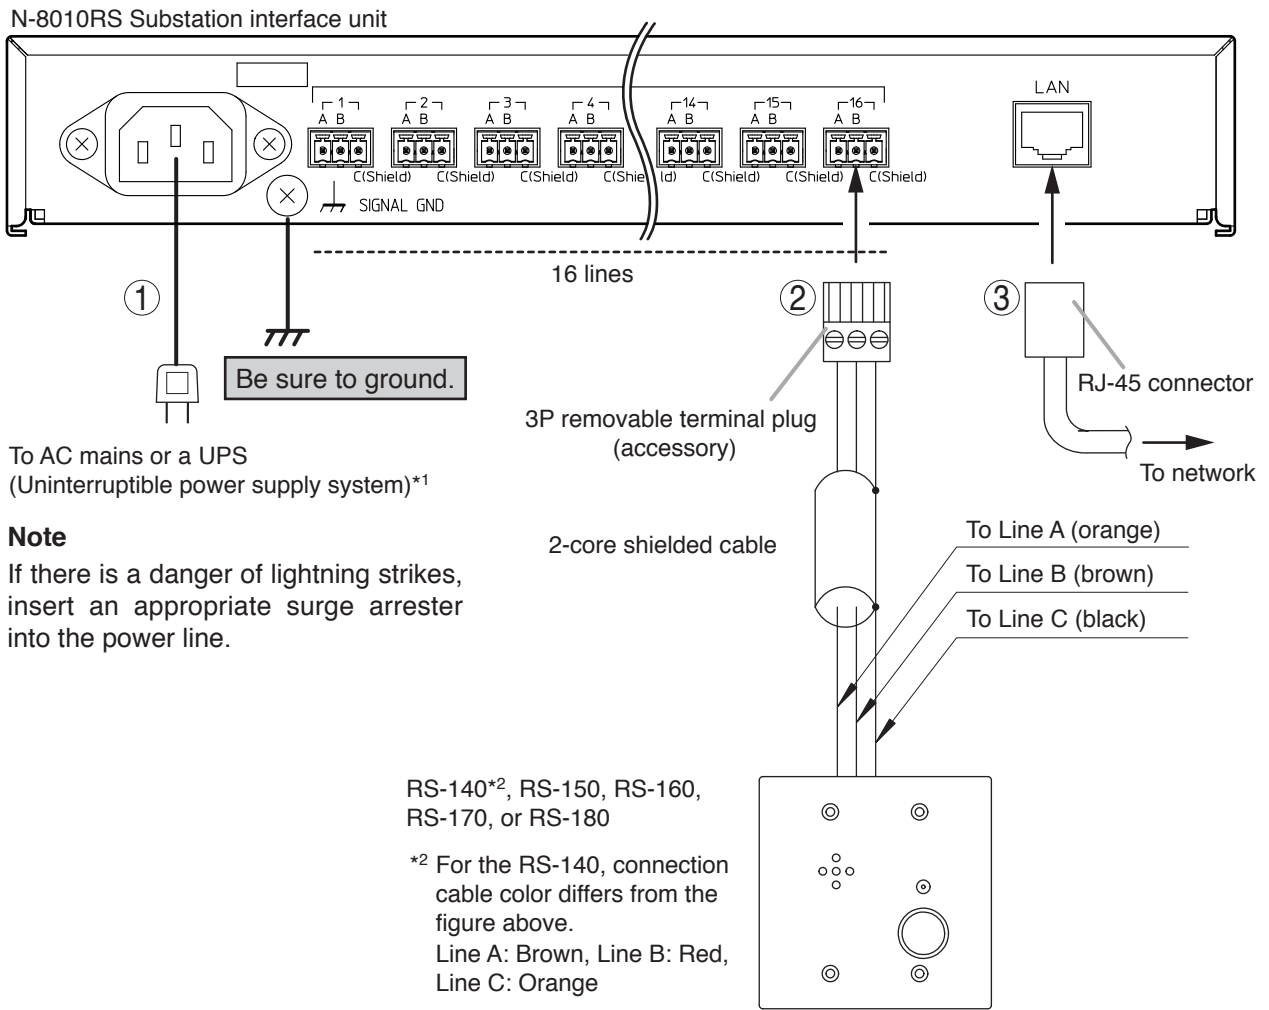 N-8010RS Substation interface unit
LAN
1 2 3 4 14 15 16
A B A B A B A B A B A B A B
C(Shield) C(Shield) C(Shield) C(Shield) C(Shield) C(Shield) C(Shield)
SIGNAL GND
16 lines
1
2
3
Be sure to ground.
RJ-45 connector
3P removable terminal plug
(accessory)
To AC mains or a UPS
(Uninterruptible power supply system)*1
To network
Note
If there is a danger of lightning strikes,
insert an appropriate surge arrester
into the power line.
2-core shielded cable
To Line A (orange)
To Line B (brown)
To Line C (black)
RS-140*2, RS-150, RS-160,
RS-170, or RS-180
*2 For the RS-140, connection
cable color differs from the
figure above.
Line A: Brown, Line B: Red,
Line C: Orange